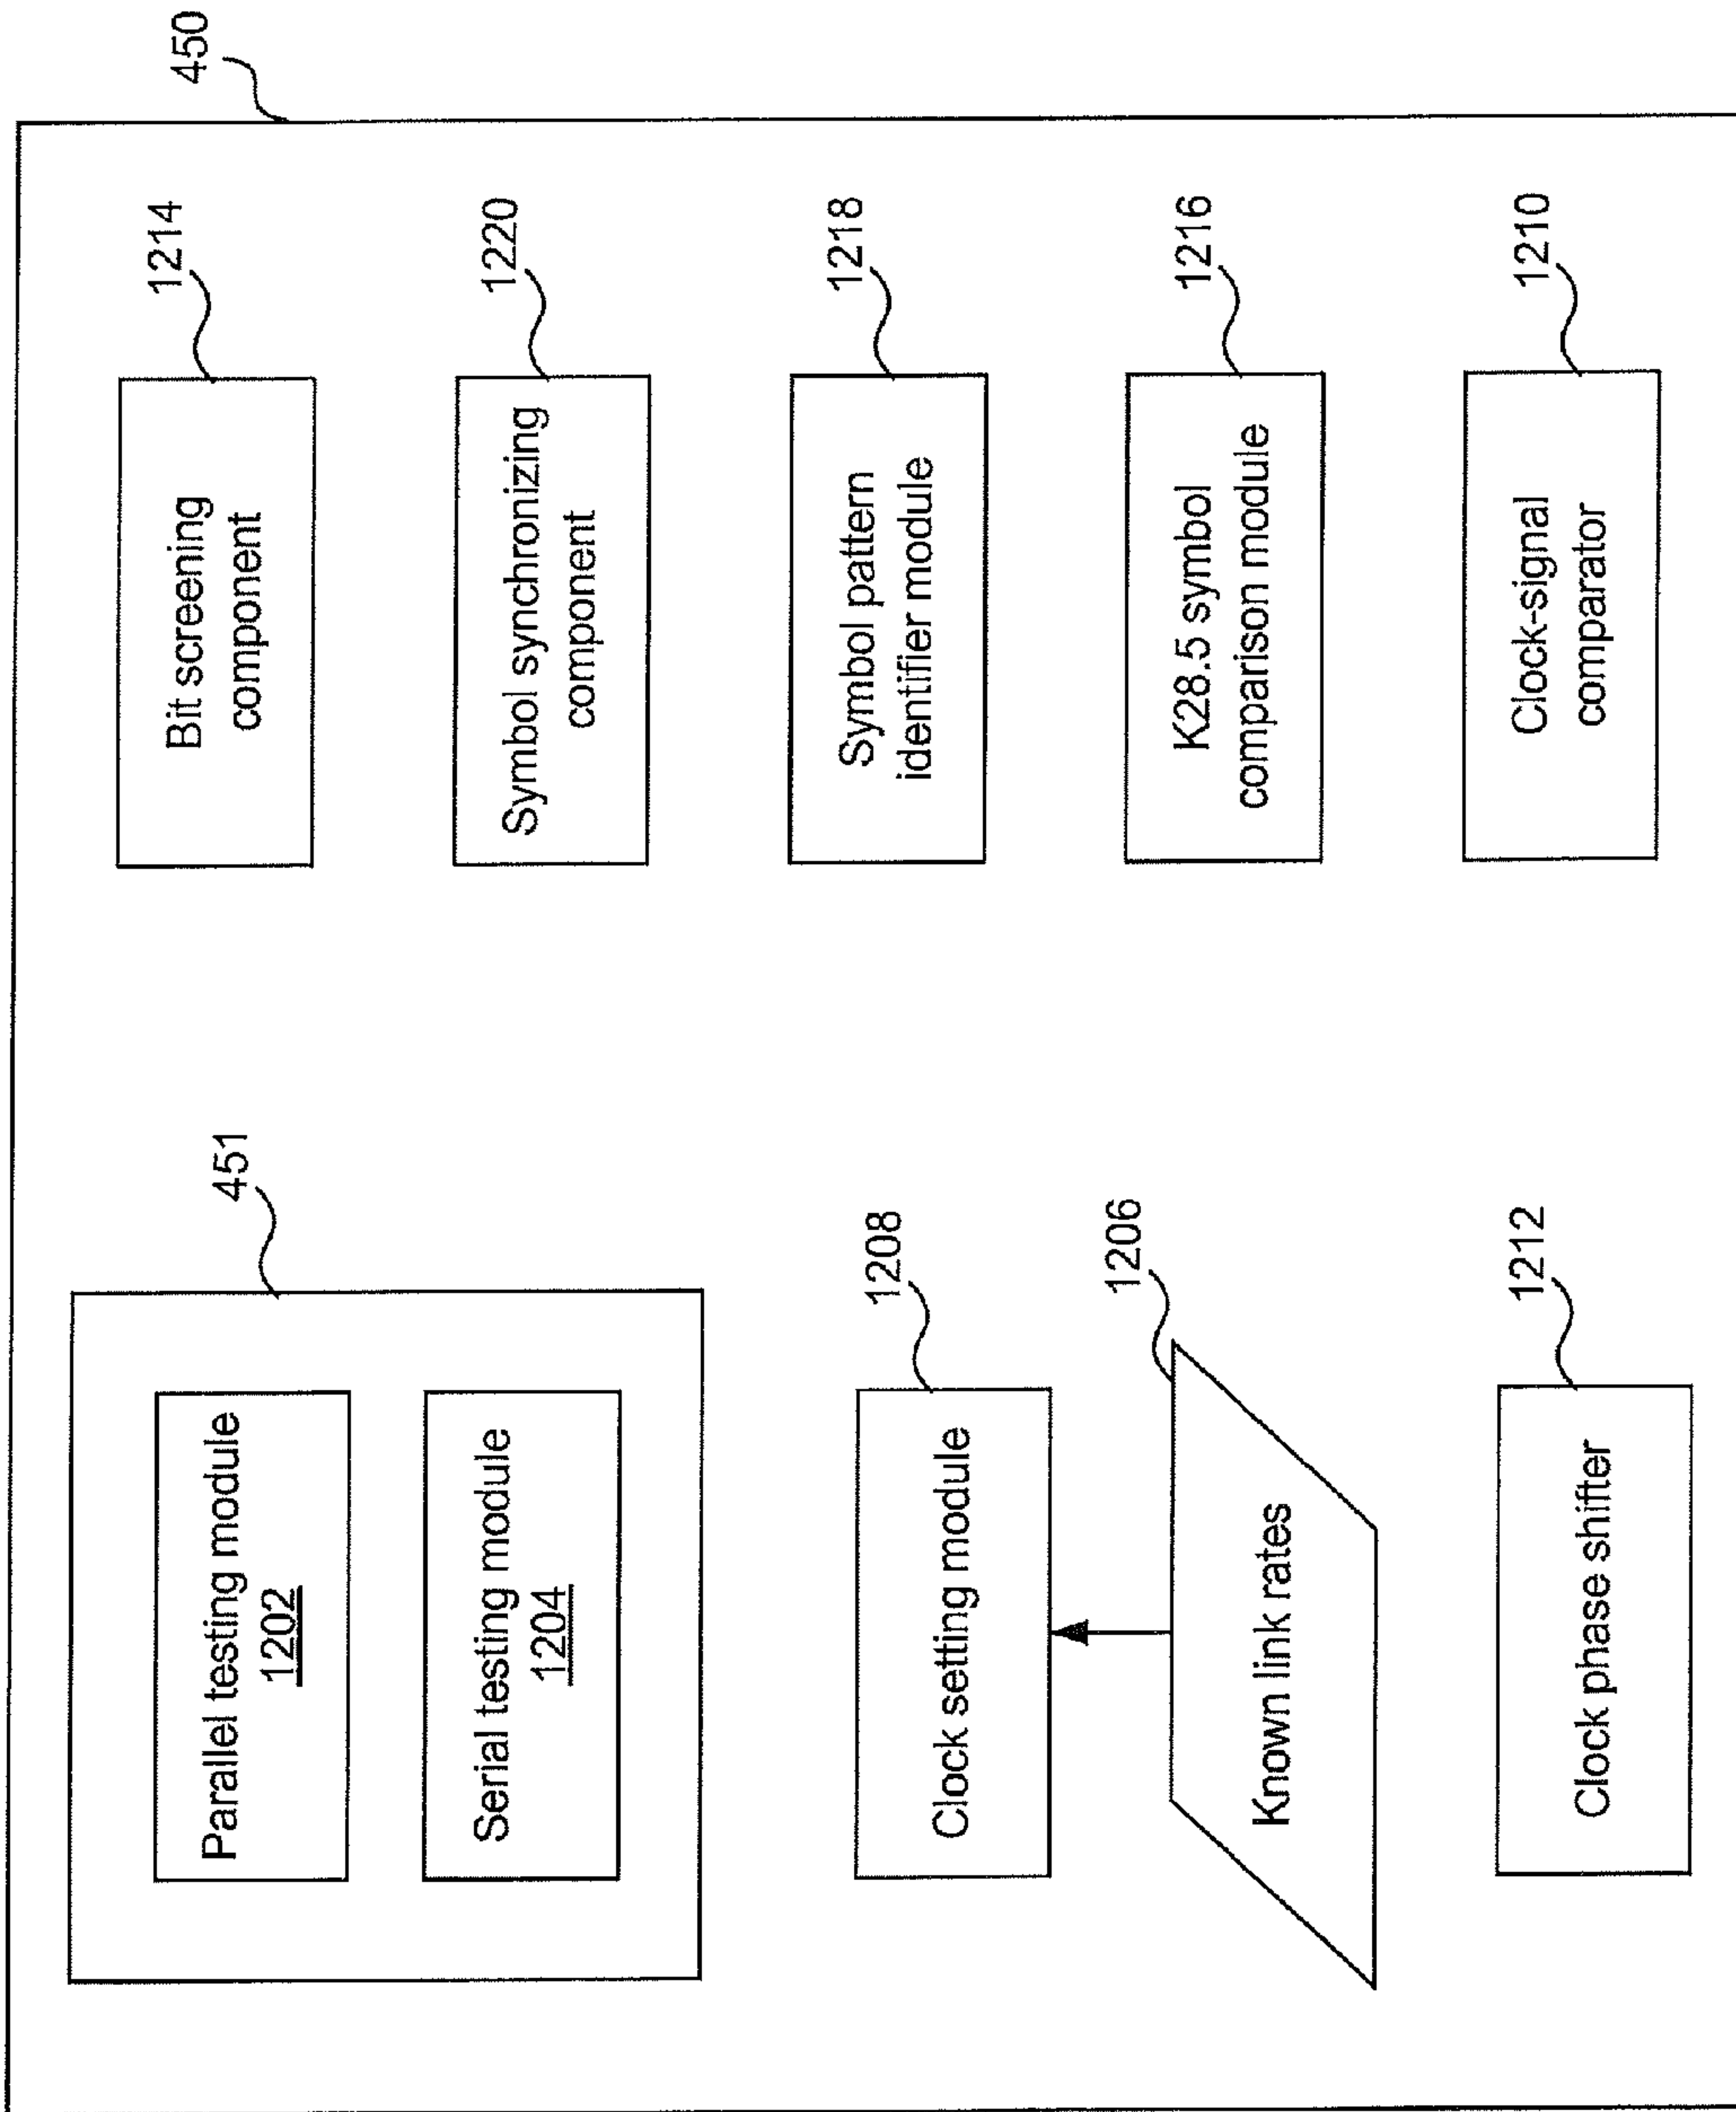 450
451
Parallel testing module
1202
Serial testing module
1204
1208
Clock setting module
1206
Known link rates
1212
Clock phase shifter
1214
Bit screening
component
1220
Symbol synchronizing
component
1218
Symbol pattern
identifier module
1216
K28.5 symbol
comparison module
1210
Clock-signal
comparator